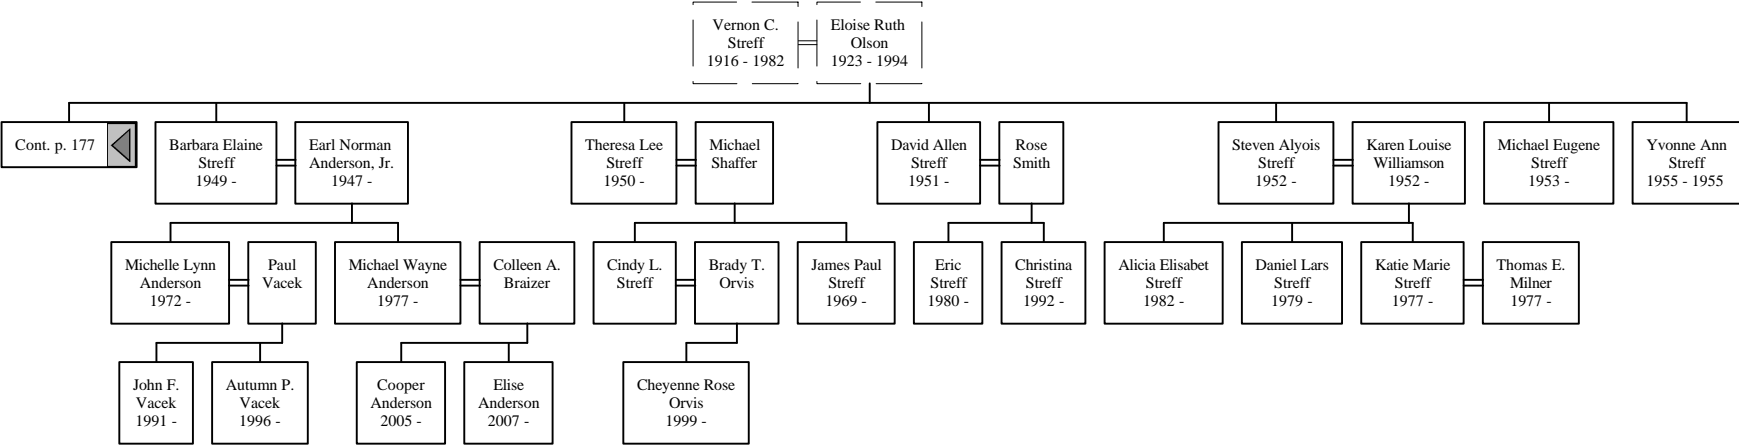 Vernon C.
Streff
1916 - 1982
Eloise Ruth
Olson
1923 - 1994
Cont. p. 177
Barbara Elaine
Streff
1949 -
Earl Norman
Anderson, Jr.
1947 -
Theresa Lee
Streff
1950 -
Michael
Shaffer
David Allen
Streff
1951 -
Rose
Smith
Steven Alyois
Streff
1952 -
Karen Louise
Williamson
1952 -
Michael Eugene
Streff
1953 -
Yvonne Ann
Streff
1955 - 1955
Michelle Lynn
Anderson
1972 -
Paul
Vacek
Michael Wayne
Anderson
1977 -
Colleen A.
Braizer
Cindy L.
Streff
Brady T.
Orvis
James Paul
Streff
1969 -
Eric
Streff
1980 -
Christina
Streff
1992 -
Alicia Elisabet
Streff
1982 -
Daniel Lars
Streff
1979 -
Katie Marie
Streff
1977 -
Thomas E.
Milner
1977 -
John F.
Vacek
1991 -
Autumn P.
Vacek
1996 -
Cooper
Anderson
2005 -
Elise
Anderson
2007 -
Cheyenne Rose
Orvis
1999 -